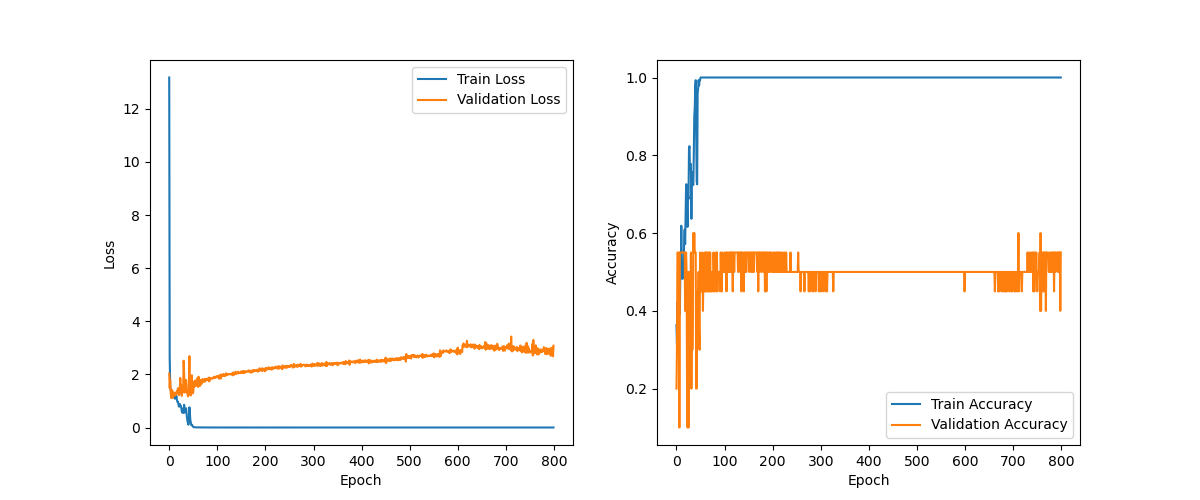 Train Loss
Validation Loss
12
10
8
6
4
2
0
Loss
0 100 200 300 400 500 600 700 800
Epoch
1.0
0.8
0.6
0.4
0.2
Accuracy
Train Accuracy
Validation Accuracy
0 100 200 300 400 500 600 700 800
Epoch